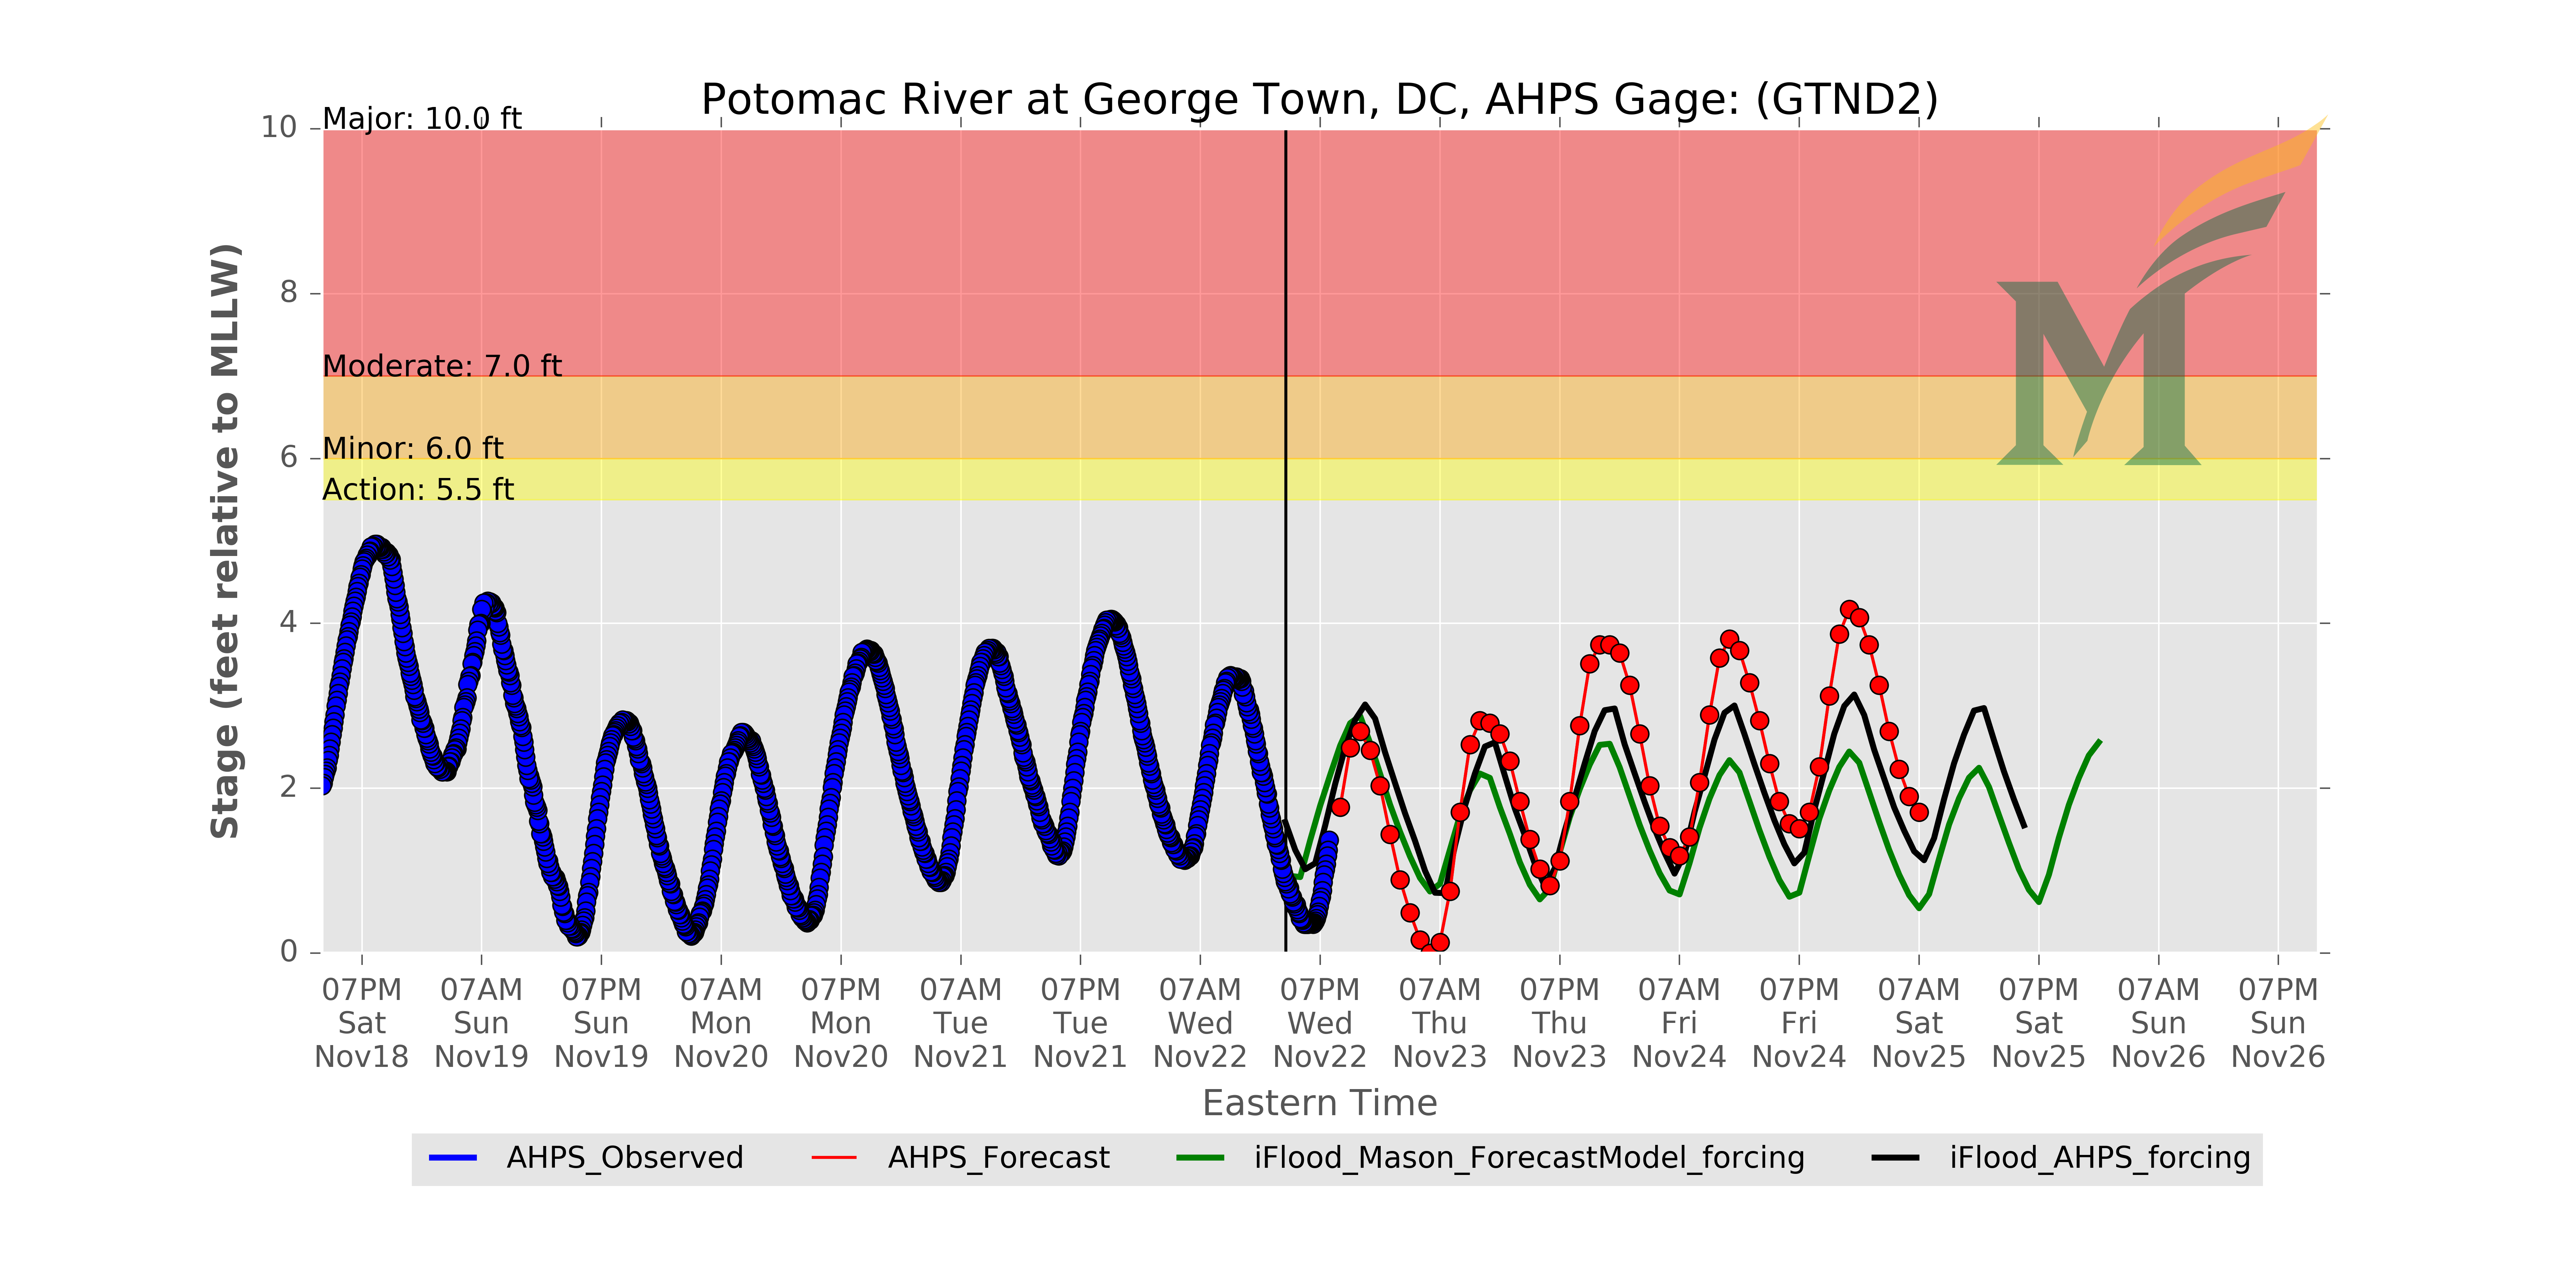 Potomac River at George Town, DC, AHPS Gage: (GTND2)
Major: 10.0 ft
Moderate: 7.0 ft
Minor: 6.0 ft
Action: 5.5 ft
10
8
6
4
2
0
Stage (feet relative to MLLW)
07PM 07AM 07PM 07AM 07PM 07AM 07PM 07AM 07PM 07AM 07PM 07AM 07PM 07AM 07PM 07AM 07PM
Sat Sun Sun Mon Mon Tue Tue Wed Wed Thu Thu Fri Fri Sat Sat Sun Sun
Nov18 Nov19 Nov19 Nov20 Nov20 Nov21 Nov21 Nov22 Nov22 Nov23 Nov23 Nov24 Nov24 Nov25 Nov25 Nov26 Nov26
Eastern Time
AHPS_Observed AHPS_Forecast iFlood_Mason_ForecastModel_forcing iFlood_AHPS_forcing